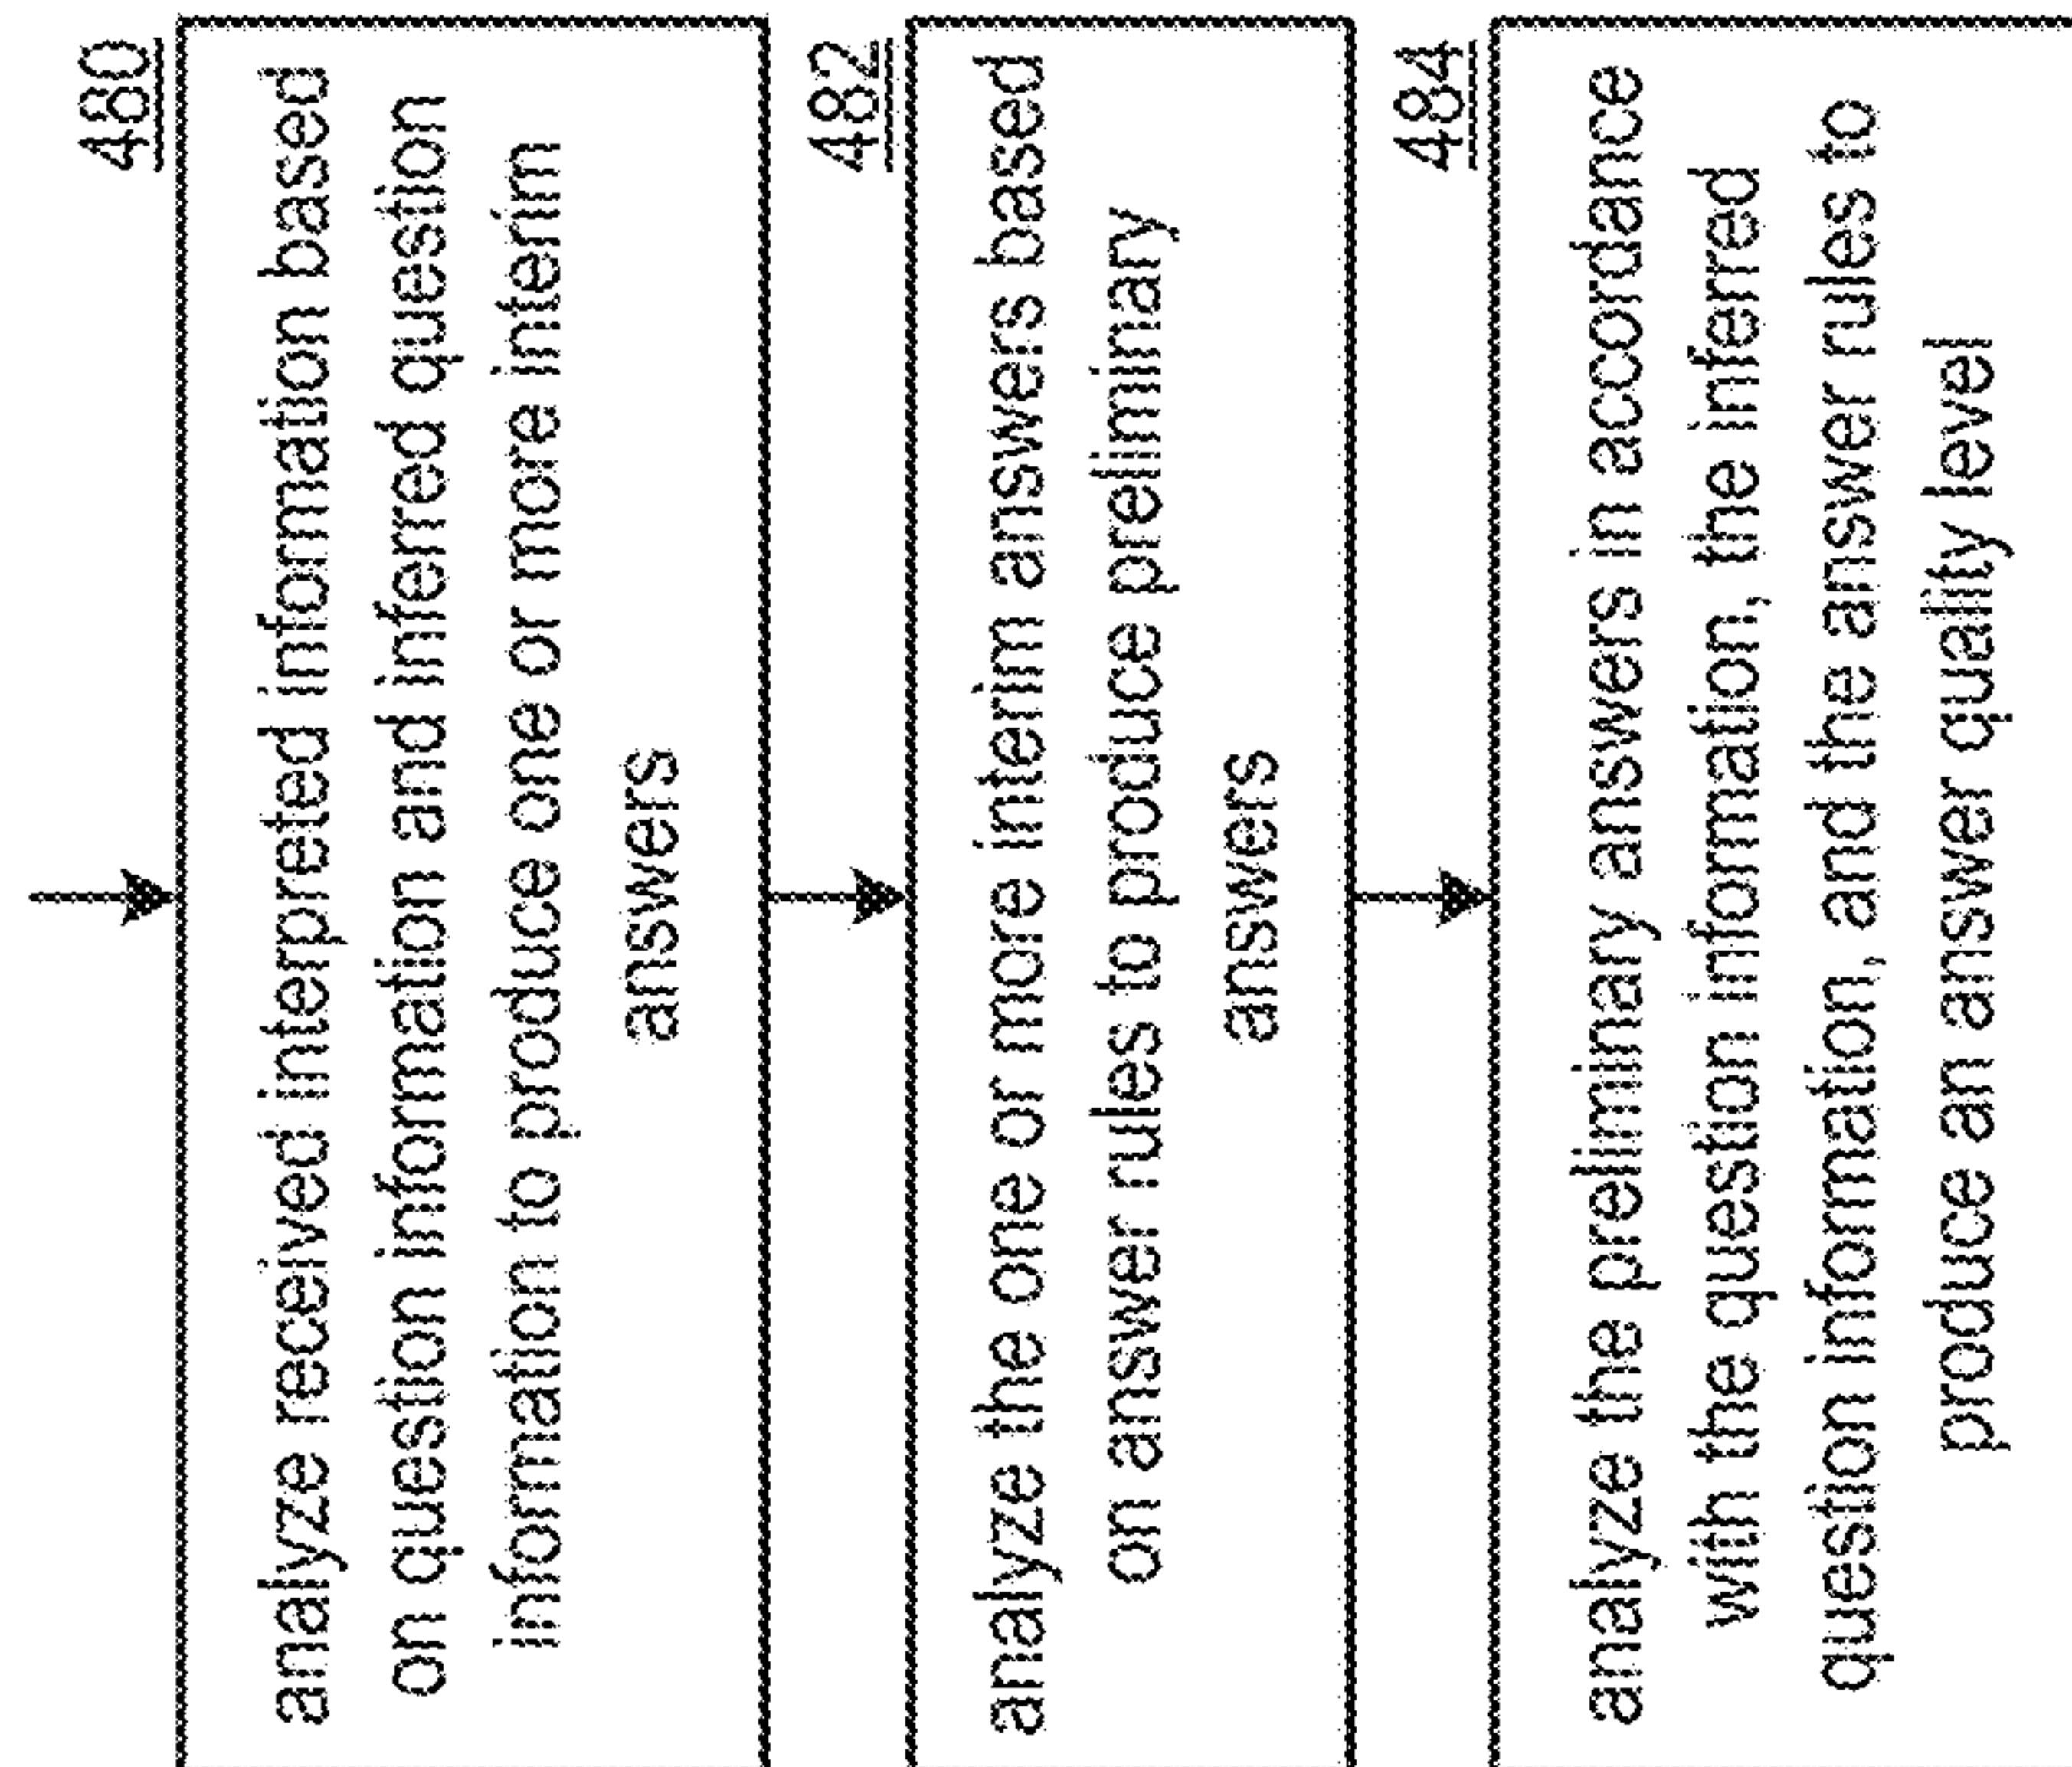 480
analyze received interpreted information based
on question information and inferred question
information to produce one or more interim
answers
482
analyze the one or more interim answers based
on answer rules to produce preliminary
answers
484
analyze the preliminary answers in accordance
with the question information, the inferred
question information, and the answer rules to
produce an answer quality level